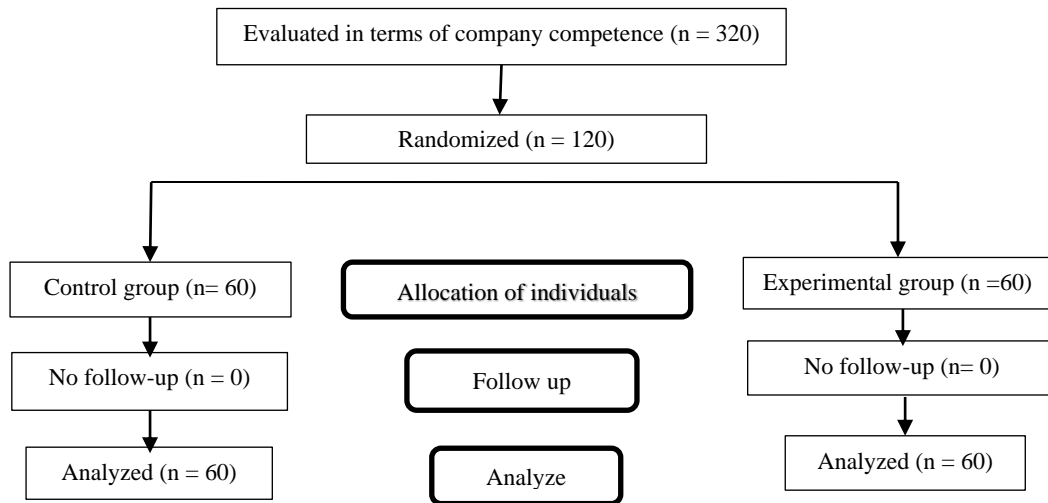 Evaluated in terms of company competence (n = 320)
Randomized (n = 120)
Control group (n= 60)
Allocation of individuals
Experimental group (n =60)
No follow-up (n = 0)
Follow up
No follow-up (n= 0)
Analyzed (n = 60)
Analyze
Analyzed (n = 60)